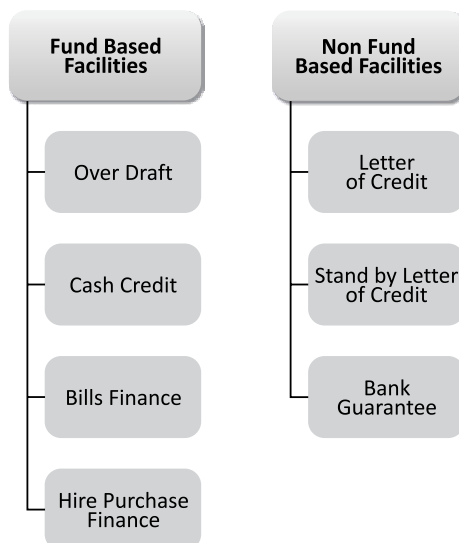 Fund Based
Facilities
Over Draft
Cash Credit
Bills Finance
Hire Purchase
Finance
Non Fund
Based Facilities
Letter
of Credit
Stand by Letter
of Credit
Bank
Guarantee